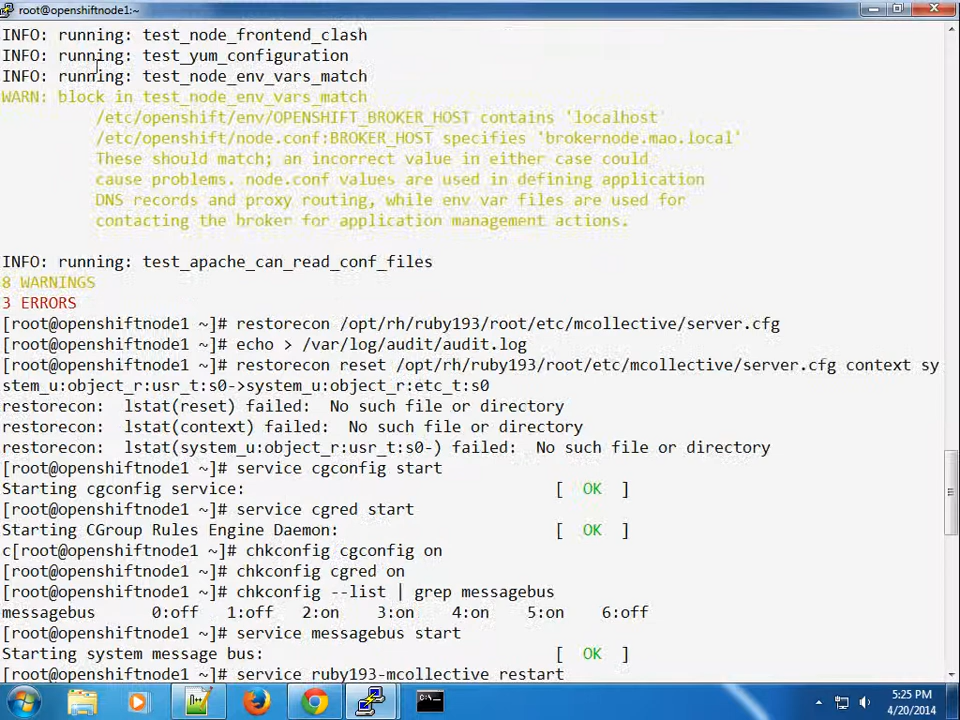 root@openshiftnode1:~
INFO: running: test_node_frontend_clash
INFO: running: test_yum_configuration
INFO: running: test_node_env_vars_match
WARN: block in test_node_env_vars_match
/etc/openshift/env/OPENSHIFT_BROKER_HOST contains 'localhost'
/etc/openshift/node.conf:BROKER_HOST specifies 'brokernode.mao.local'
These should match; an incorrect value in either case could
cause problems. node.conf values are used in defining application
DNS records and proxy routing, while env var files are used for
contacting the broker for application management actions.
INFO: running: test_apache_can_read_conf_files
8 WARNINGS
3 ERRORS
[root@openshiftnode1 ~]# restorecon /opt/rh/ruby193/root/etc/mcollective/server.cfg
[root@openshiftnode1 ~]# echo > /var/log/audit/audit.log
[root@openshiftnode1 ~]# restorecon reset /opt/rh/ruby193/root/etc/mcollective/server.cfg context sy
stem_u:object_r:usr_t:s0->system_u:object_r:etc_t:s0
restorecon:  lstat(reset) failed:  No such file or directory
restorecon:  lstat(context) failed:  No such file or directory
restorecon:  lstat(system_u:object_r:usr_t:s0-) failed:  No such file or directory
[root@openshiftnode1 ~]# service cgconfig start
Starting cgconfig service:                                 [  OK  ]
[root@openshiftnode1 ~]# service cgred start
Starting CGroup Rules Engine Daemon:                       [  OK  ]
c[root@openshiftnode1 ~]# chkconfig cgconfig on
[root@openshiftnode1 ~]# chkconfig cgred on
[root@openshiftnode1 ~]# chkconfig --list | grep messagebus
messagebus      0:off   1:off   2:on    3:on    4:on    5:on    6:off
[root@openshiftnode1 ~]# service messagebus start
Starting system message bus:                               [  OK  ]
[root@openshiftnode1 ~]# service ruby193-mcollective restart
5:25 PM
4/20/2014